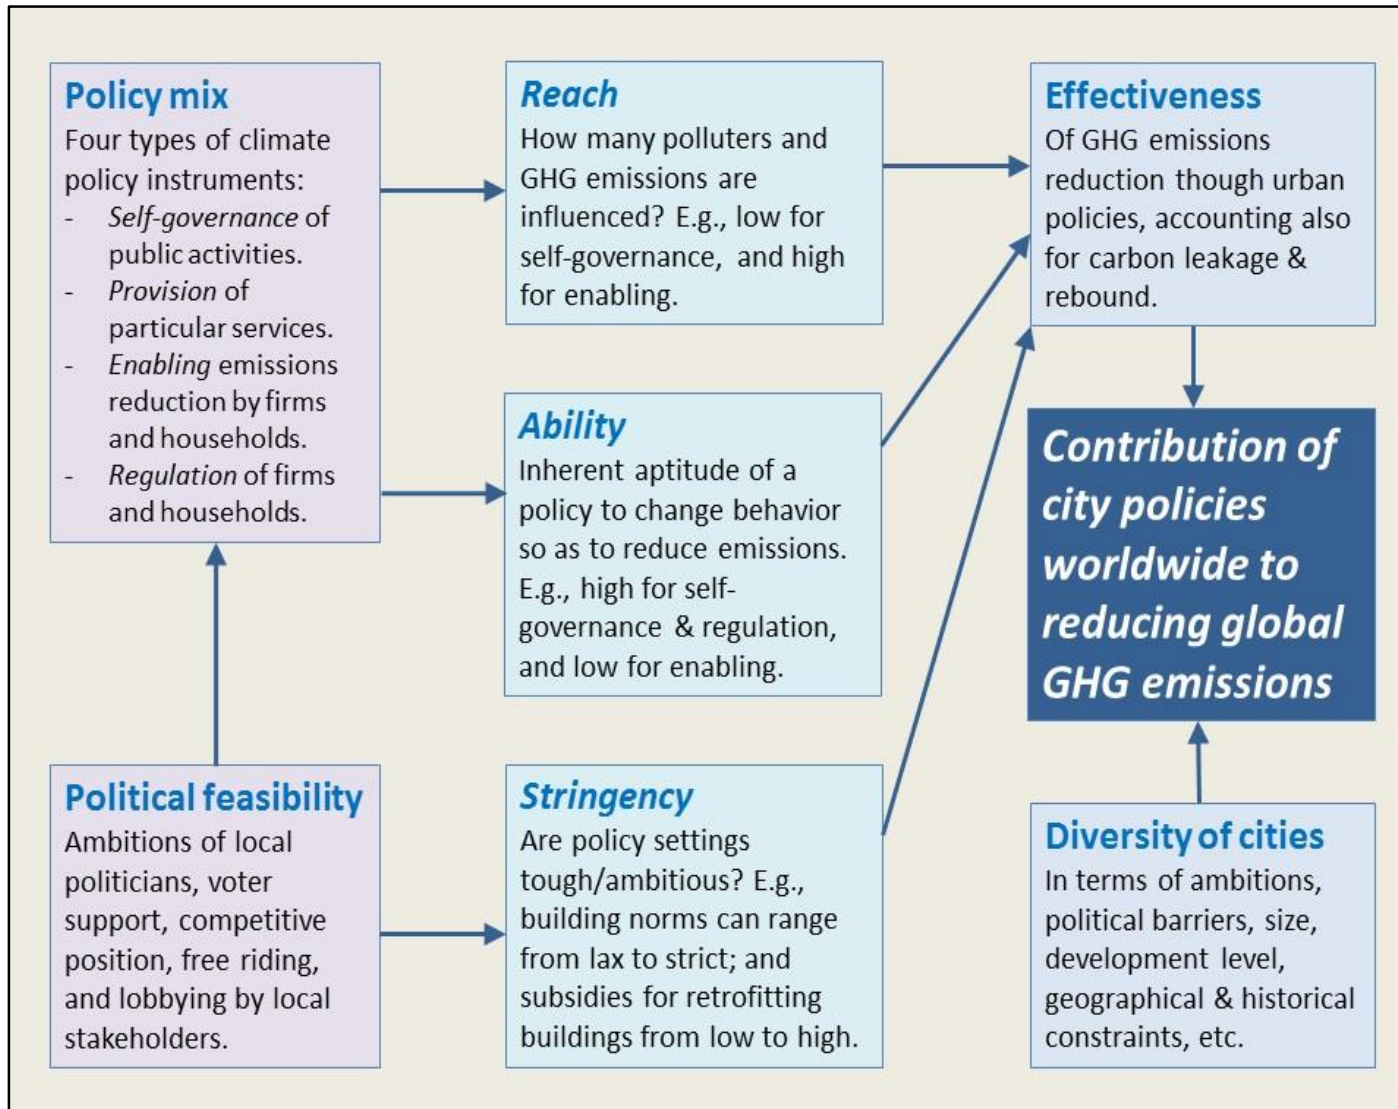 Policy mix
Four types of climate
policy instruments:
- Self-governance of
public activities.
- Provision of
particular services.
- Enabling emissions
reduction by firms
and households.
- Regulation of firms
and households.
Reach
How many polluters and
GHG emissions are
influenced? E.g., low for
self-governance, and high
for enabling.
Effectiveness
Of GHG emissions
reduction though urban
policies, accounting also
for carbon leakage &
rebound.
Ability
Inherent aptitude of a
policy to change behavior
so as to reduce emissions.
E.g., high for self-
governance & regulation,
and low for enabling.
Contribution of
city policies
worldwide to
reducing global
GHG emissions
Political feasibility
Ambitions of local
politicians, voter
support, competitive
position, free riding,
and lobbying by local
stakeholders.
Stringency
Are policy settings
tough/ambitious? E.g.,
building norms can range
from lax to strict; and
subsidies for retrofitting
buildings from low to high.
Diversity of cities
In terms of ambitions,
political barriers, size,
development level,
geographical & historical
constraints, etc.